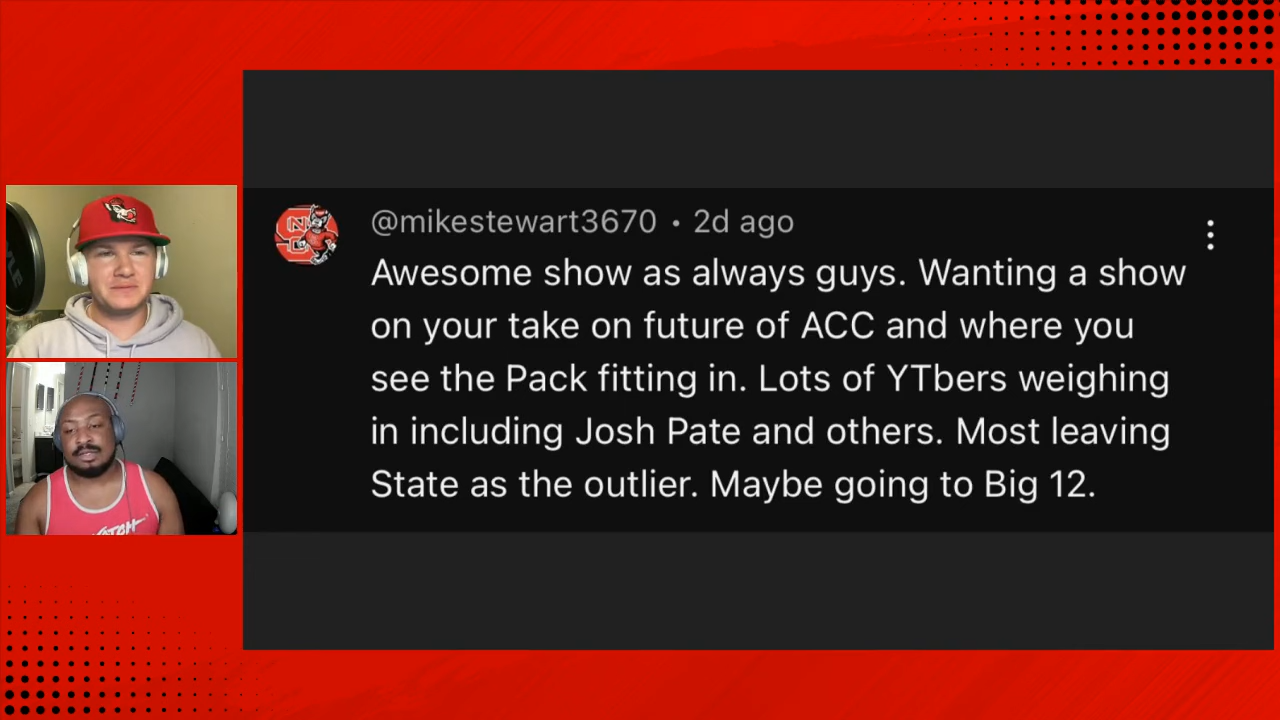 @mikestewart3670 • 2d ago
Awesome show as always guys. Wanting a show
on your take on future of ACC and where you
see the Pack fitting in. Lots of YTbers weighing
in including Josh Pate and others. Most leaving
State as the outlier. Maybe going to Big 12.